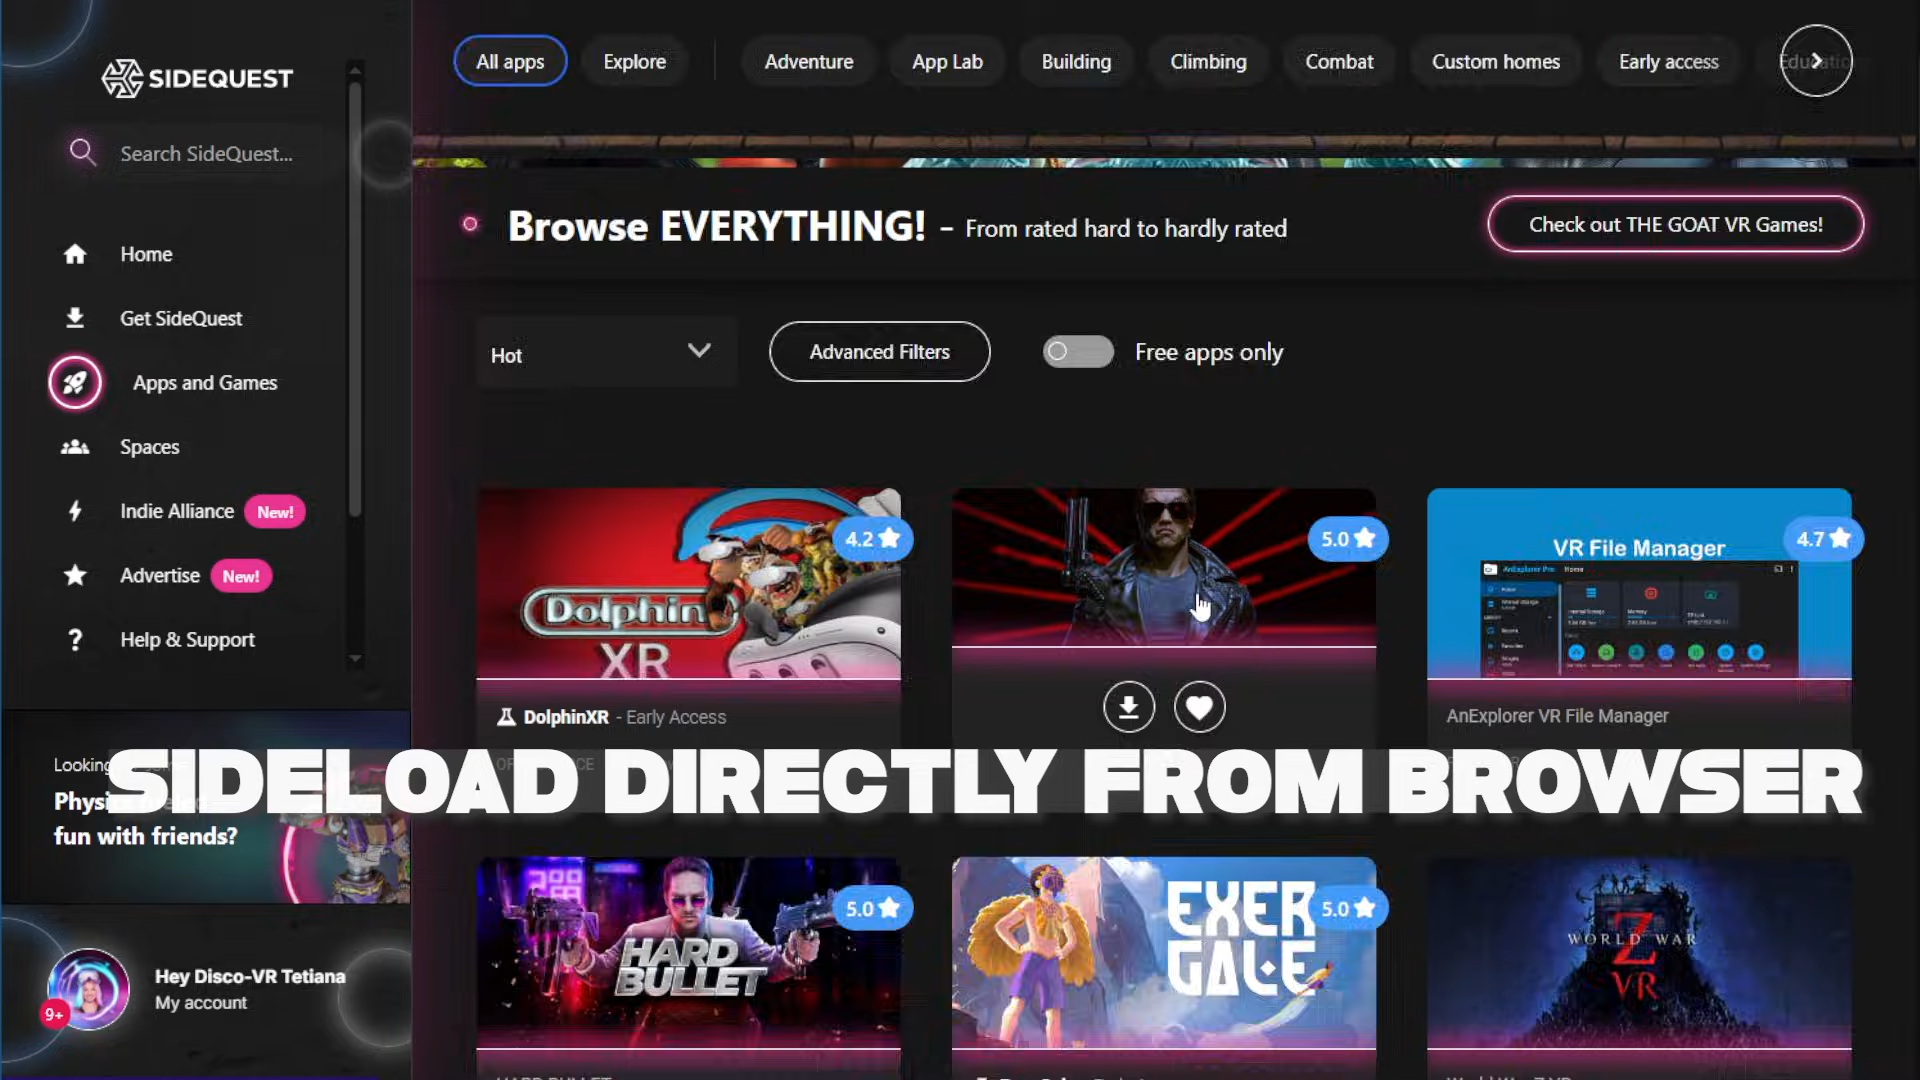 SIDEQUEST
Search SideQuest...
Home
Get SideQuest
Apps and Games
Spaces
Indie Alliance New!
Advertise New!
Help & Support
Looking
fun with friends?
9+
Hey Disco-VR Tetiana
My account
All apps
Explore
Adventure
App Lab
Building
Climbing
Combat
Custom homes
Early access
Browse EVERYTHING! – From rated hard to hardly rated
Check out THE GOAT VR Games!
Hot
Advanced Filters
Free apps only
Dolphin
XR
4.2
DolphinXR - Early Access
5.0
VR File Manager
AnExplorer Pro Home
4.7
AnExplorer VR File Manager
SIDELOAD DIRECTLY FROM BROWSER
HARD
BULLET
5.0
EXER
GALE
5.0
WORLD WAR
Z
VR